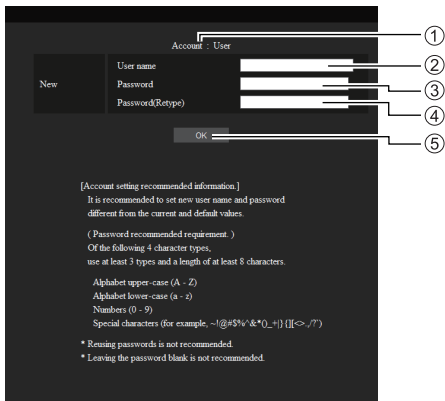 Account : User
①
New
User name
②
Password
③
Password(Retype)
④
OK
⑤
[Account setting recommended information.]
It is recommended to set new user name and password
different from the current and default values.
( Password recommended requirement. )
Of the following 4 character types,
use at least 3 types and a length of at least 8 characters.
Alphabet upper-case (A - Z)
Alphabet lower-case (a - z)
Numbers (0 - 9)
Special characters (for example, ~!@#$%^&*()_+|}{][<>.,/?`)
* Reusing passwords is not recommended.
* Leaving the password blank is not recommended.